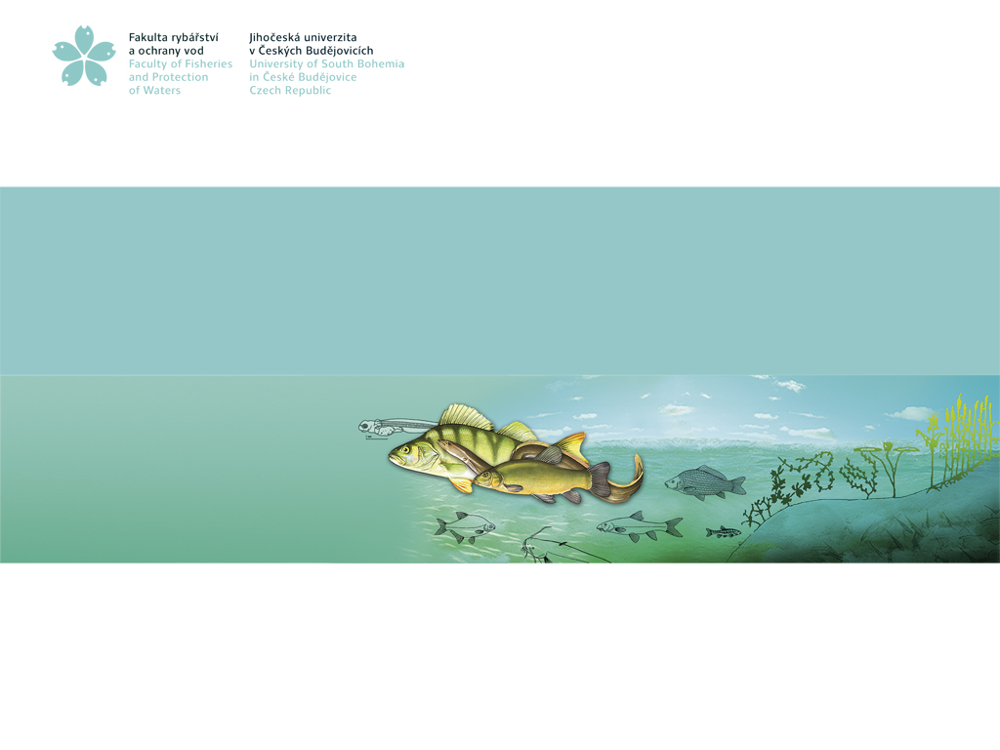 Fakulta rybářství
a ochrany vod
Faculty of Fisheries
and Protection
of Waters
Jihočeská univerzita
v Českých Budějovicích
University of South Bohemia
in České Budějovice
Czech Republic